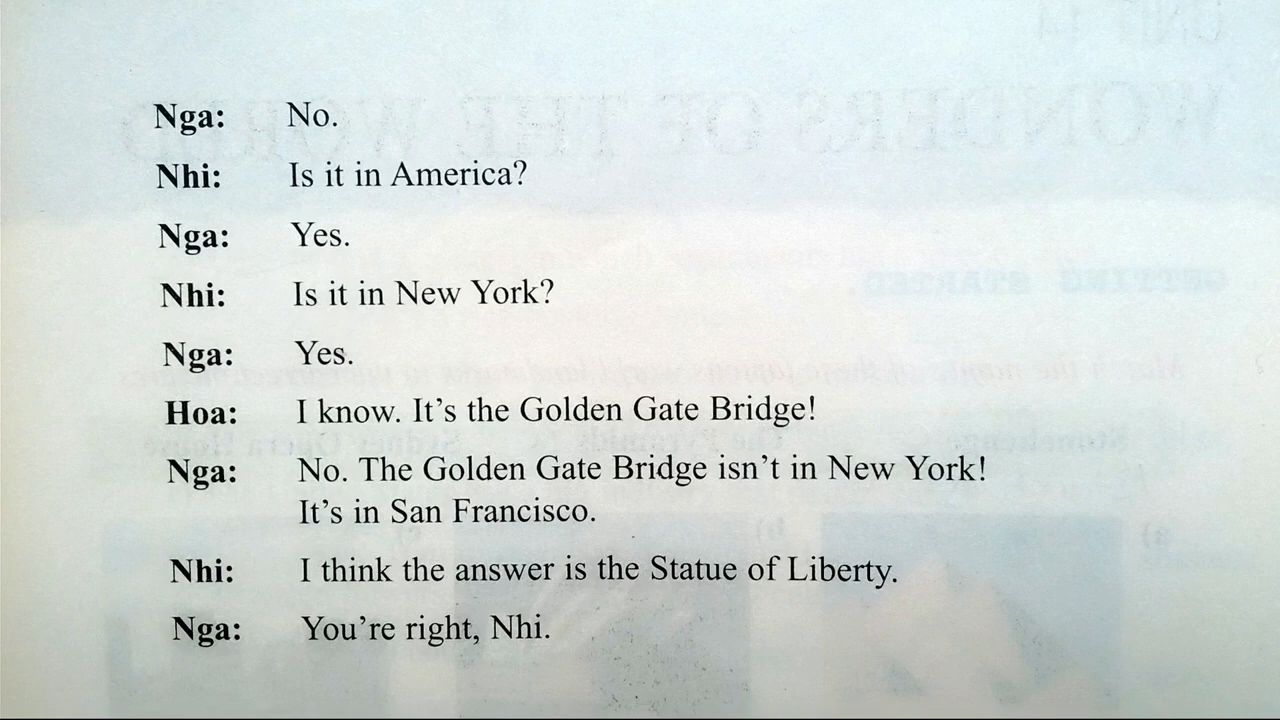 Nga: No.
Nhi: Is it in America?
Nga: Yes.
Nhi: Is it in New York?
Nga: Yes.
Hoa: I know. It’s the Golden Gate Bridge!
Nga: No. The Golden Gate Bridge isn’t in New York!
It’s in San Francisco.
Nhi: I think the answer is the Statue of Liberty.
Nga: You’re right, Nhi.